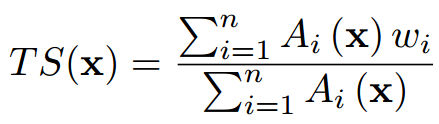 TS(𝐱) = \frac{\sum_{i=1}^{n} A_i (𝐱) w_i}{\sum_{i=1}^{n} A_i (𝐱)}